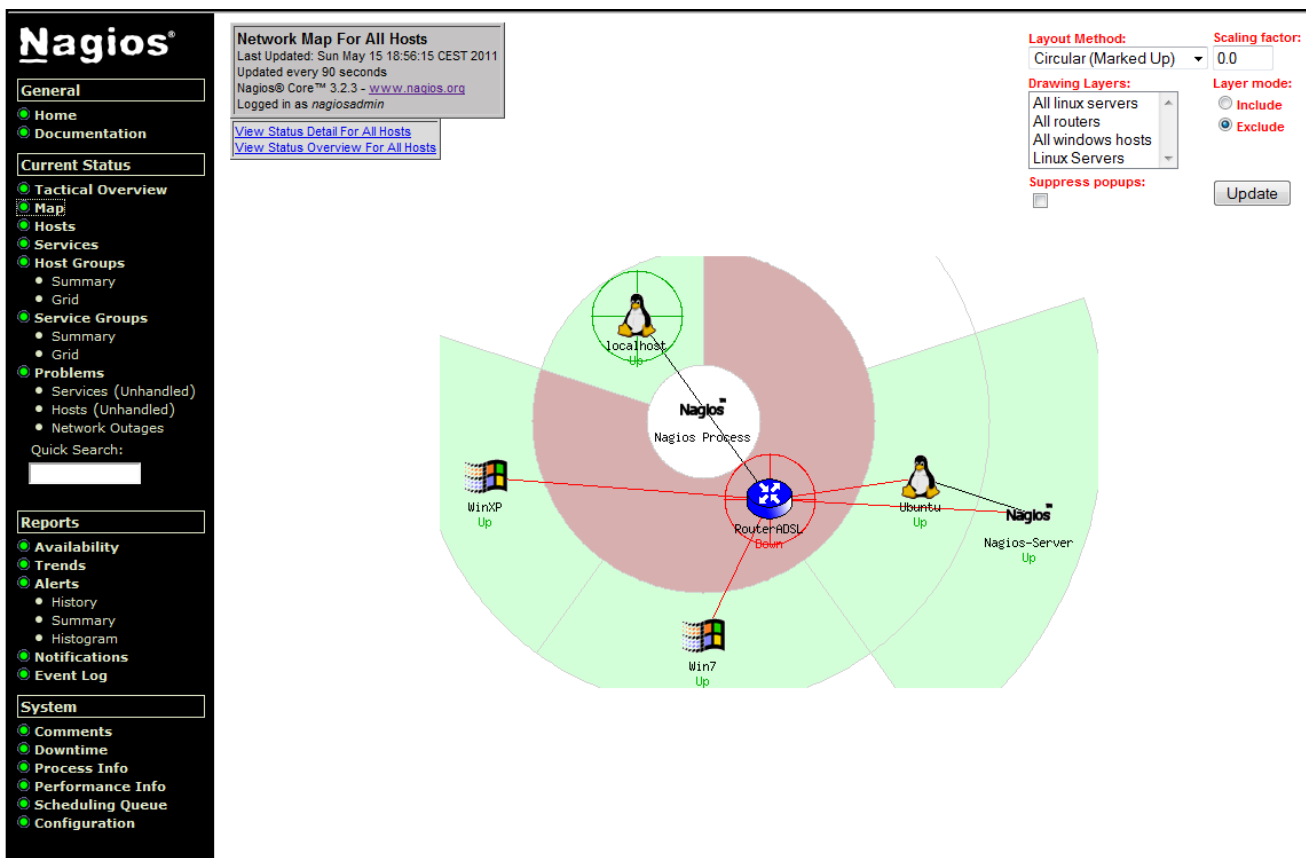 Nagios®
General
Home
Documentation
Current Status
Tactical Overview
Map
Hosts
Services
Host Groups
Summary
Grid
Service Groups
Summary
Grid
Problems
Services (Unhandled)
Hosts (Unhandled)
Network Outages
Quick Search:
Reports
Availability
Trends
Alerts
History
Summary
Histogram
Notifications
Event Log
System
Comments
Downtime
Process Info
Performance Info
Scheduling Queue
Configuration
Network Map For All Hosts
Last Updated: Sun May 15 18:56:15 CEST 2011
Updated every 90 seconds
Nagios® Core™ 3.2.3 - www.nagios.org
Logged in as nagiosadmin
View Status Detail For All Hosts
View Status Overview For All Hosts
Layout Method:
Circular (Marked Up)
Scaling factor:
0.0
Drawing Layers:
All linux servers
All routers
All windows hosts
Linux Servers
Layer mode:
Include
Exclude
Suppress popups:
Update
localhost
Up
Nagios™
Nagios Process
WinXP
Up
RouterADSL
Down
Ubuntu
Up
Nagios™
Nagios-Server
Up
Win7
Up